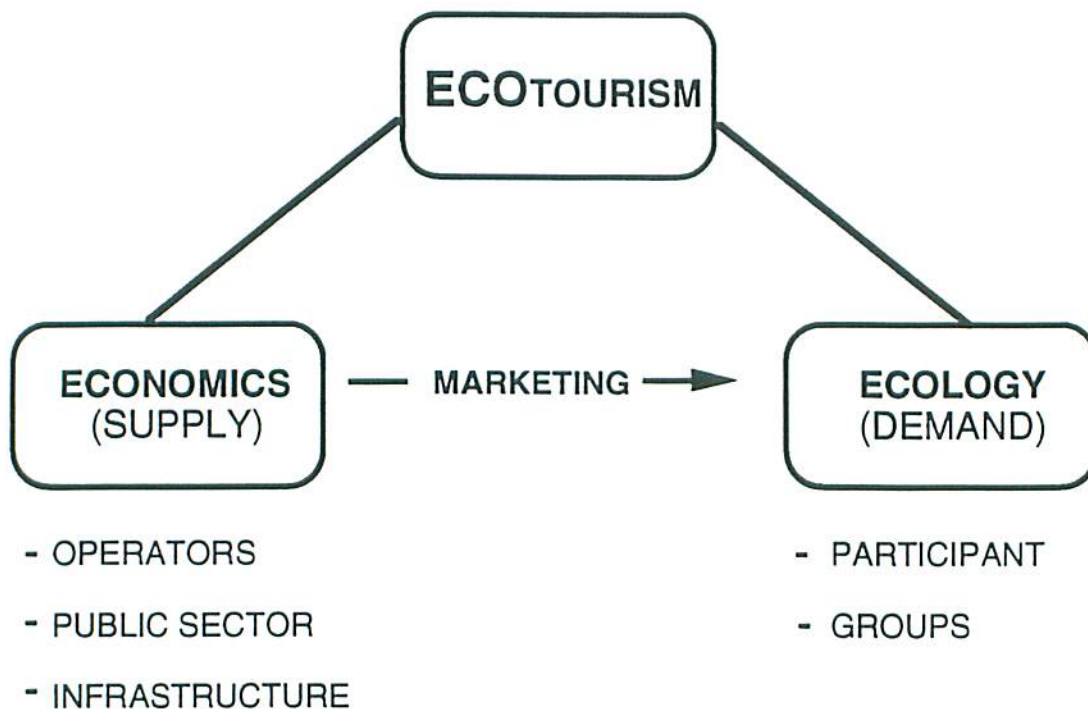 ECOTOURISM
ECONOMICS
(SUPPLY)
MARKETING
ECOLOGY
(DEMAND)
- OPERATORS
- PUBLIC SECTOR
- INFRASTRUCTURE
- PARTICIPANT
- GROUPS